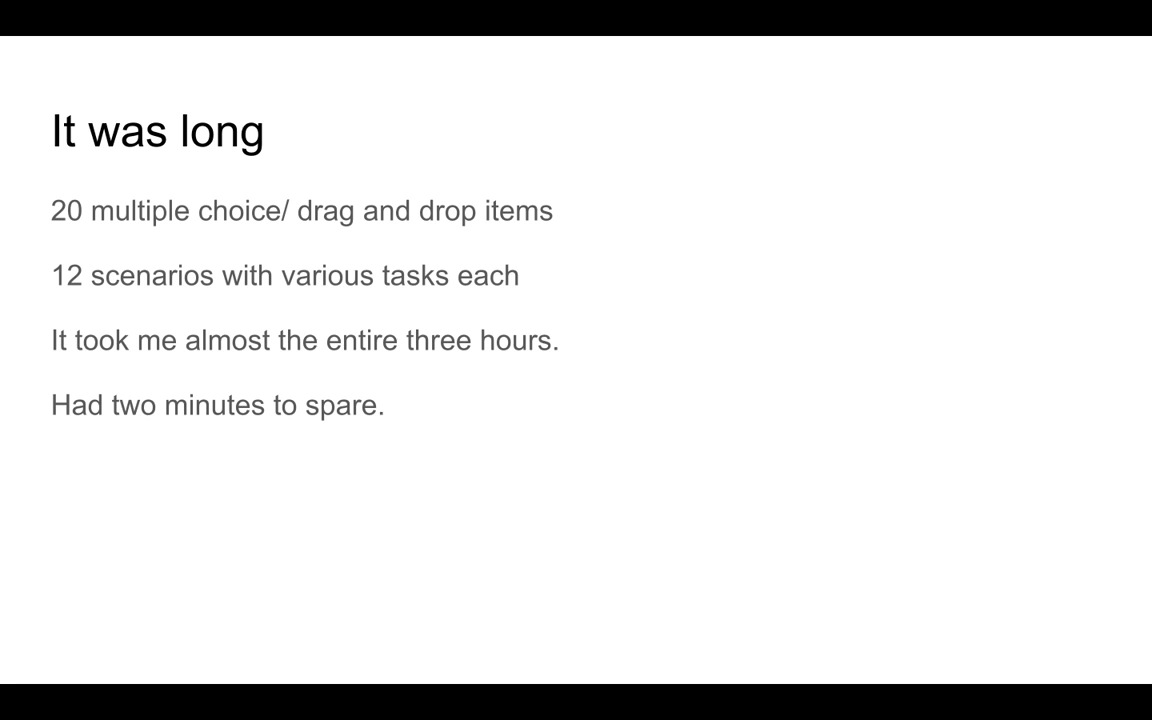 It was long
20 multiple choice/ drag and drop items
12 scenarios with various tasks each
It took me almost the entire three hours.
Had two minutes to spare.